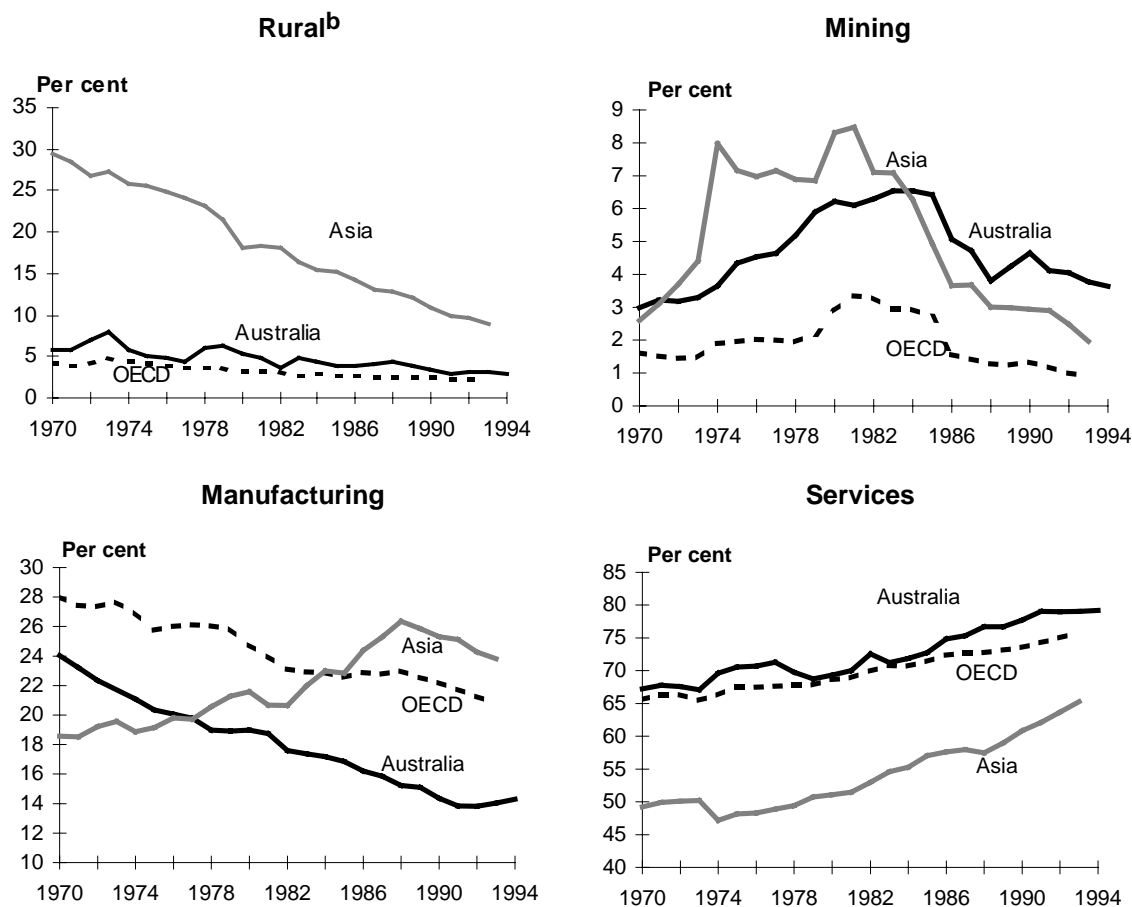 Rural^b
Per cent
35
30
25
20
15
10
5
0
Asia
Australia
OECD
1970 1974 1978 1982 1986 1990 1994
Mining
Per cent
9
8
7
6
5
4
3
2
1
0
Asia
Australia
OECD
1970 1974 1978 1982 1986 1990 1994
Manufacturing
Per cent
30
28
26
24
22
20
18
16
14
12
10
Asia
OECD
Australia
1970 1974 1978 1982 1986 1990 1994
Services
Per cent
85
80
75
70
65
60
55
50
45
40
Australia
OECD
Asia
1970 1974 1978 1982 1986 1990 1994